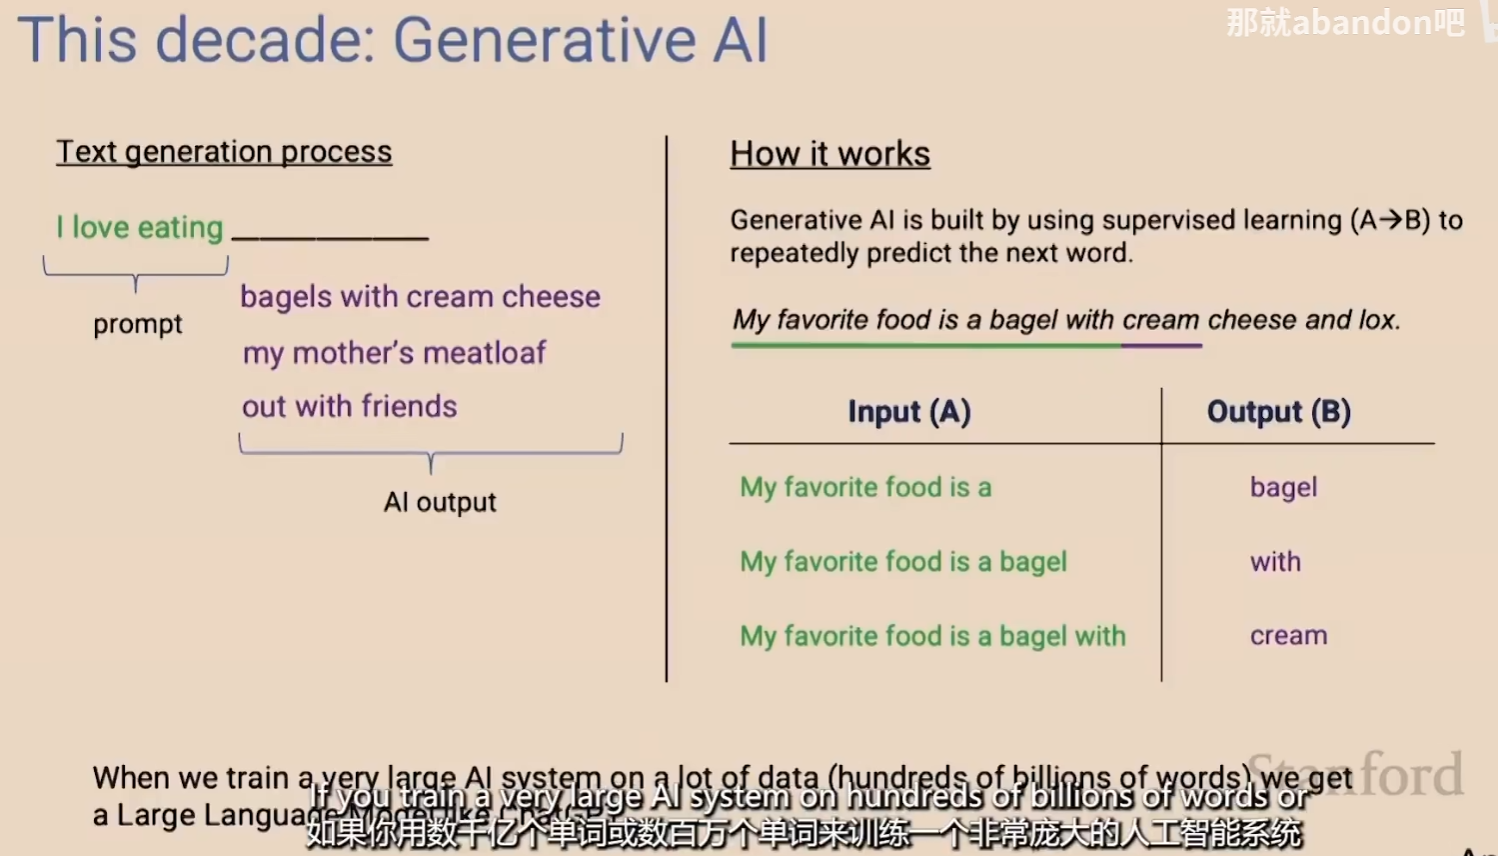 This decade: Generative AI
那就abandon吧
Text generation process
I love eating
prompt
bagels with cream cheese
my mother's meatloaf
out with friends
AI output
How it works
Generative AI is built by using supervised learning (A→B) to
repeatedly predict the next word.
My favorite food is a bagel with cream cheese and lox.
Input (A) Output (B)
My favorite food is a bagel
My favorite food is a bagel with
My favorite food is a bagel with cream
When we train a very large AI system on a lot of data (hundreds of billions of words) we get
a Large Language
Stanford
If you train a very large AI system on hundreds of billions of words or
如果你用数千亿个单词或数百万个单词来训练一个非常庞大的人工智能系统